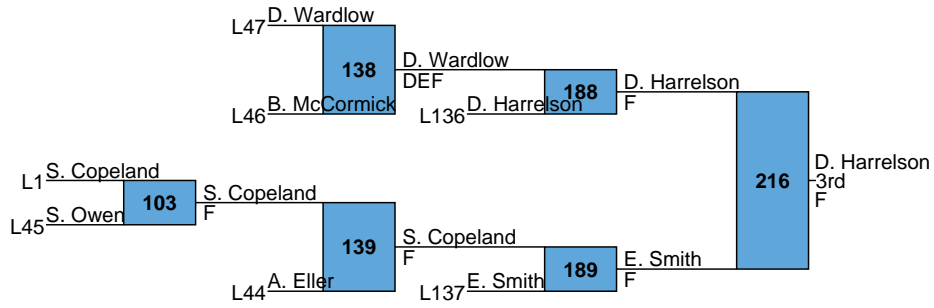 L47 D. Wardlow
138
D. Wardlow
DEF
L46 B. McCormick
188
D. Harrelson
F
L136 D. Harrelson
L1 S. Copeland
103
S. Copeland
F
L45 S. Owen
139
S. Copeland
F
L44 A. Eller
189
E. Smith
F
L137 E. Smith
216
D. Harrelson
3rd
F